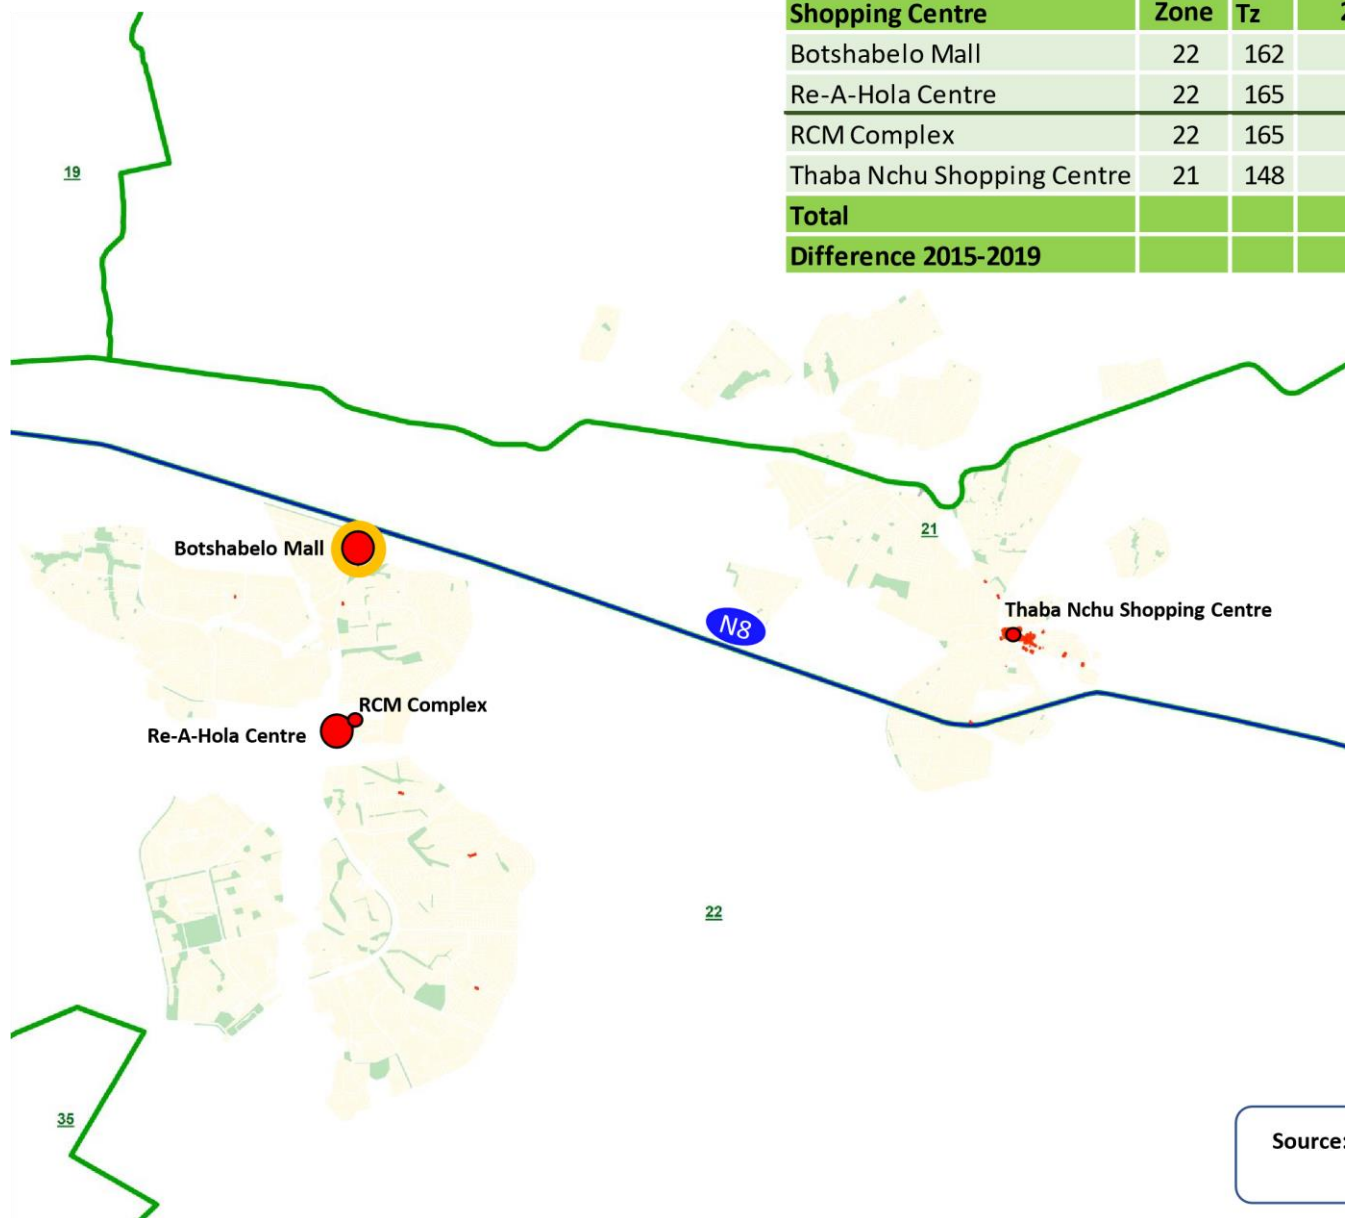 Shopping Centre Zone Tz 2
Botshabelo Mall 22 162
Re-A-Hola Centre 22 165
RCM Complex 22 165
Thaba Nchu Shopping Centre 21 148
Total
Difference 2015-2019
19
21
Botshabelo Mall
Thaba Nchu Shopping Centre
N8
RCM Complex
Re-A-Hola Centre
22
35
Source: